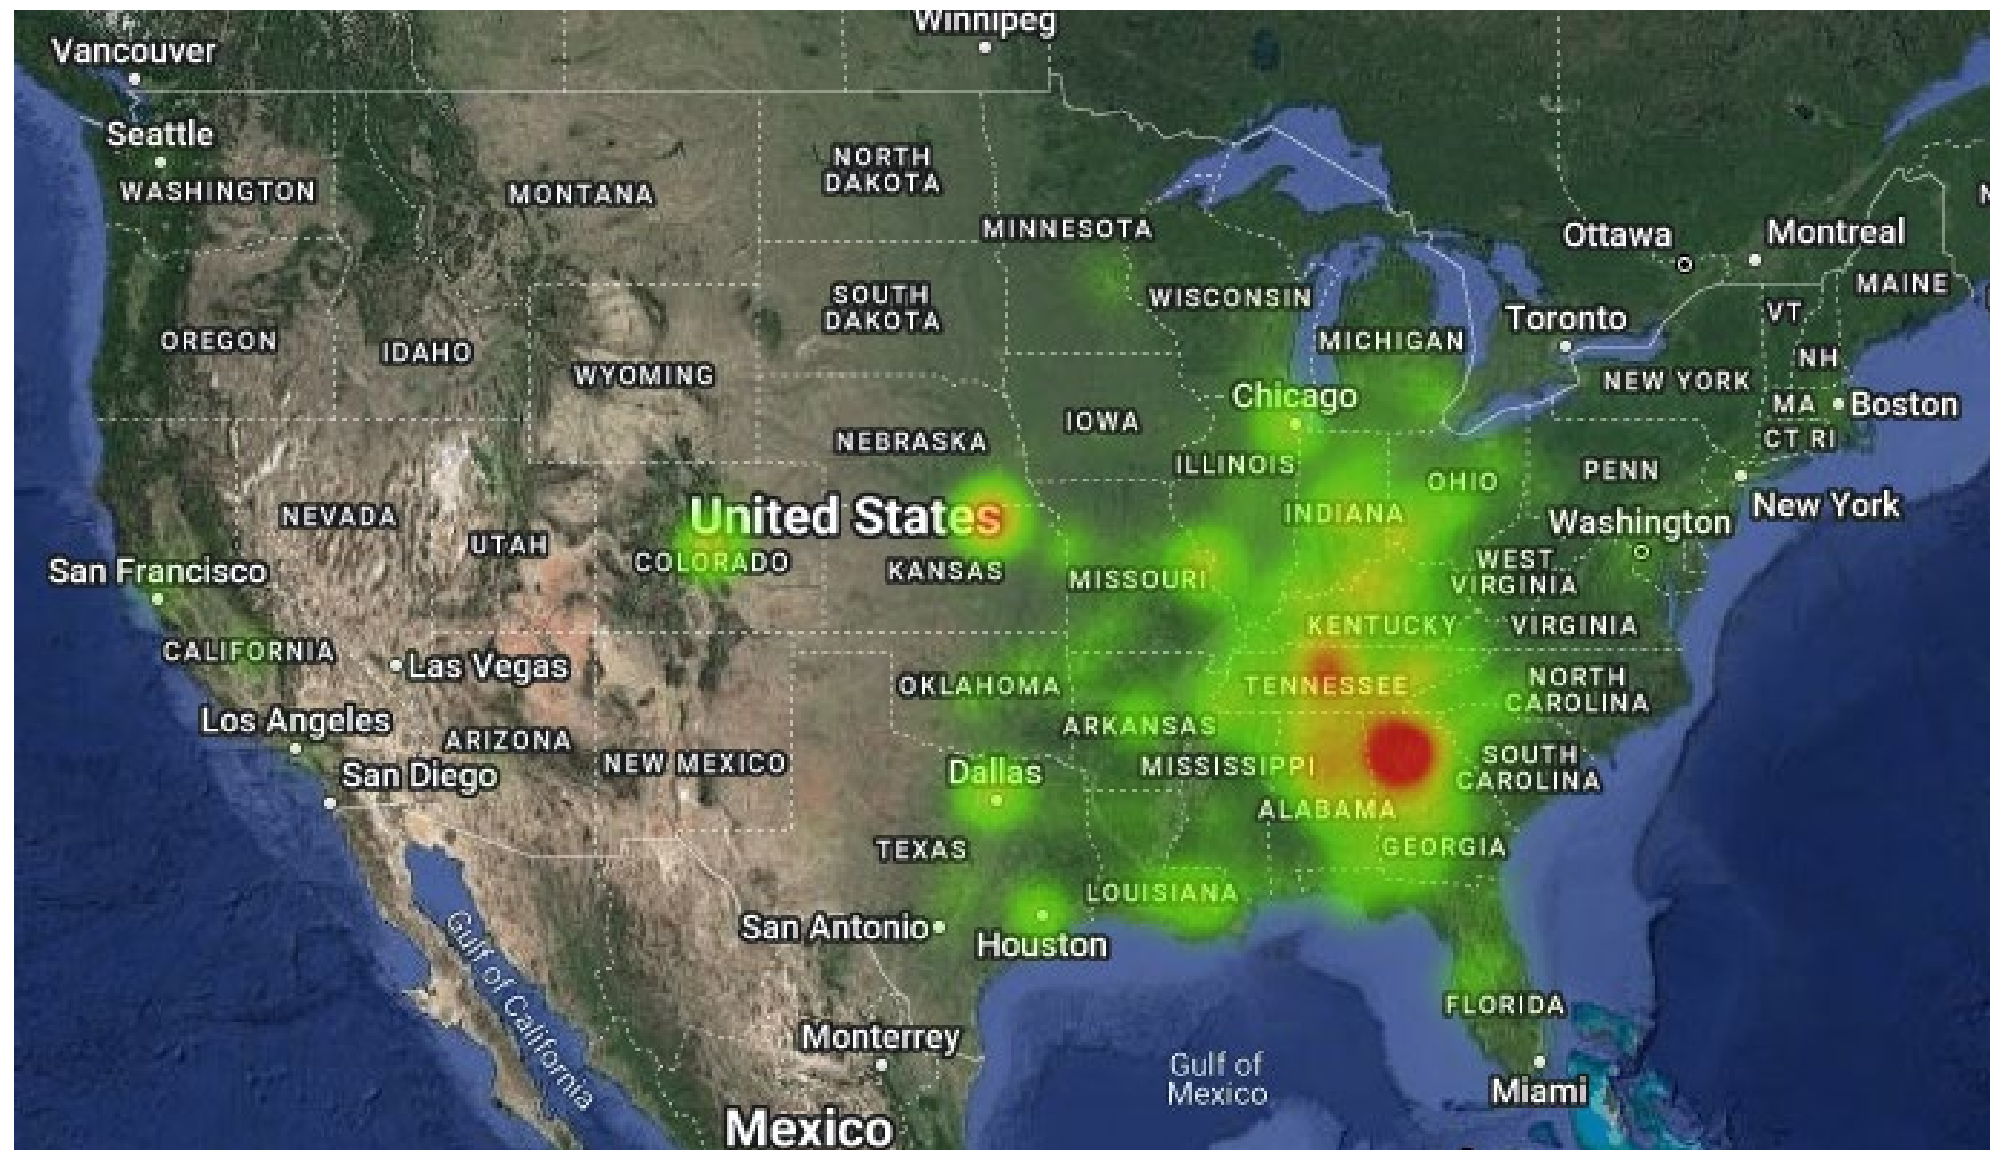 Winnipeg
Vancouver
Seattle
WASHINGTON
MONTANA
NORTH
DAKOTA
MINNESOTA
Ottawa
Montreal
MAINE
SOUTH
DAKOTA
WISCONSIN
VT
Toronto
OREGON
IDAHO
MICHIGAN
NH
WYOMING
NEW YORK
Chicago
MA
Boston
IOWA
CT RI
NEBRASKA
ILLINOIS
OHIO
PENN
New York
NEVADA
United States
INDIANA
Washington
UTAH
COLORADO
KANSAS
MISSOURI
WEST
VIRGINIA
San Francisco
KENTUCKY
VIRGINIA
CALIFORNIA
Las Vegas
OKLAHOMA
TENNESSEE
NORTH
CAROLINA
Los Angeles
ARIZONA
ARKANSAS
San Diego
NEW MEXICO
Dallas
MISSISSIPPI
SOUTH
CAROLINA
ALABAMA
TEXAS
GEORGIA
LOUISIANA
San Antonio
Houston
Gulf of California
FLORIDA
Monterrey
Gulf of
Mexico
Miami
Mexico